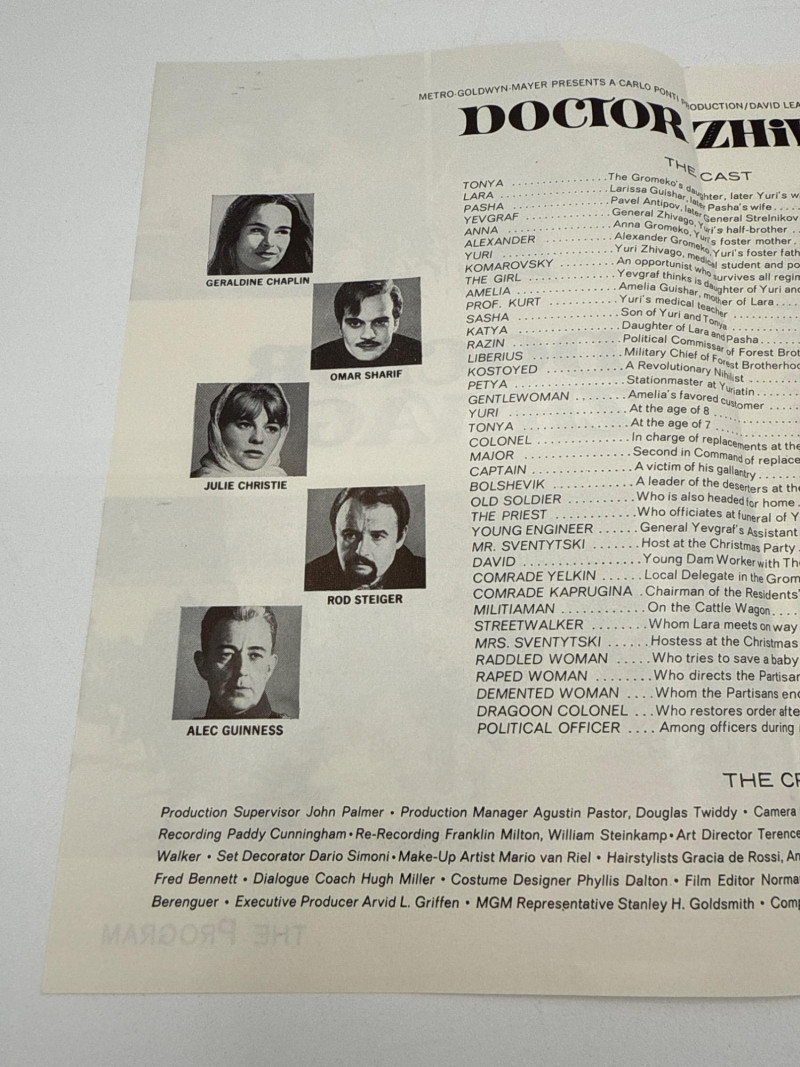 METRO-GOLDWYN-MAYER PRESENTS A CARLO PONTI PRODUCTION/DAVID LEA
DOCTOR ZHIV
THE CAST
TONYA .............. The Gromeko's daughter, later Yuri's w
LARA ................ Larissa Guishar, later Pasha's wife....
PASHA .............. Pavel Antipov, later General Strelnikov
YEVGRAF .......... General Zhivago, Yuri's half-brother ..
ANNA ............... Anna Gromeko, Yuri's foster mother.
ALEXANDER ....... Alexander Gromeko, Yuri's foster fath
YURI ................ Yuri Zhivago, medical student and po
KOMAROVSKY ........ An opportunist who survives all regim
THE GIRL .......... Yevgraf thinks is daughter of Yuri and
AMELIA ............. Amelia Guishar, mother of Lara....
PROF. KURT ......... Yuri's medical teacher
SASHA .............. Son of Yuri and Tonya
KATYA .............. Daughter of Lara and Pasha....
RAZIN .............. Political Commissar of Forest Brot
LIBERIUS ........... Military Chief of Forest Brotherhoo
KOSTOYED .......... A Revolutionary Nihilist
PETYA .............. Stationmaster at Yuriatin
GENTLEWOMAN ........ Amelia's favored customer
YURI ............... At the age of 8
TONYA .............. At the age of 7
COLONEL ............ In charge of replacements at the
MAJOR .............. Second in Command of replace
CAPTAIN ............ A victim of his gallantry
BOLSHEVIK .......... A leader of the deserters at the
OLD SOLDIER ......... Who is also headed for home .
THE PRIEST .......... Who officiates at funeral of Y
YOUNG ENGINEER ...... General Yevgraf's Assistant
MR. SVENTYTSKI ....... Host at the Christmas Party .
DAVID ................. Young Dam Worker with Th
COMRADE YELKIN ...... Local Delegate in the Grom
COMRADE KAPRUGINA . Chairman of the Residents'
MILITIAMAN ........... On the Cattle Wagon....
STREETWALKER ....... Whom Lara meets on way
MRS. SVENTYTSKI ...... Hostess at the Christmas
RADDLED WOMAN ..... Who tries to save a baby
RAPED WOMAN ........ Who directs the Partisan
DEMENTED WOMAN .... Whom the Partisans enc
DRAGOON COLONEL ... Who restores order afte
POLITICAL OFFICER .... Among officers during
GERALDINE CHAPLIN
OMAR SHARIF
JULIE CHRISTIE
ROD STEIGER
ALEC GUINNESS
THE CR
Production Supervisor John Palmer • Production Manager Agustin Pastor, Douglas Twiddy • Camera
Recording Paddy Cunningham • Re-Recording Franklin Milton, William Steinkamp • Art Director Terence
Walker • Set Decorator Dario Simoni • Make-Up Artist Mario van Riel • Hairstylists Gracia de Rossi, An
Fred Bennett • Dialogue Coach Hugh Miller • Costume Designer Phyllis Dalton • Film Editor Norma
Berenguer • Executive Producer Arvid L. Griffen • MGM Representative Stanley H. Goldsmith • Comp
THE PROGRAM